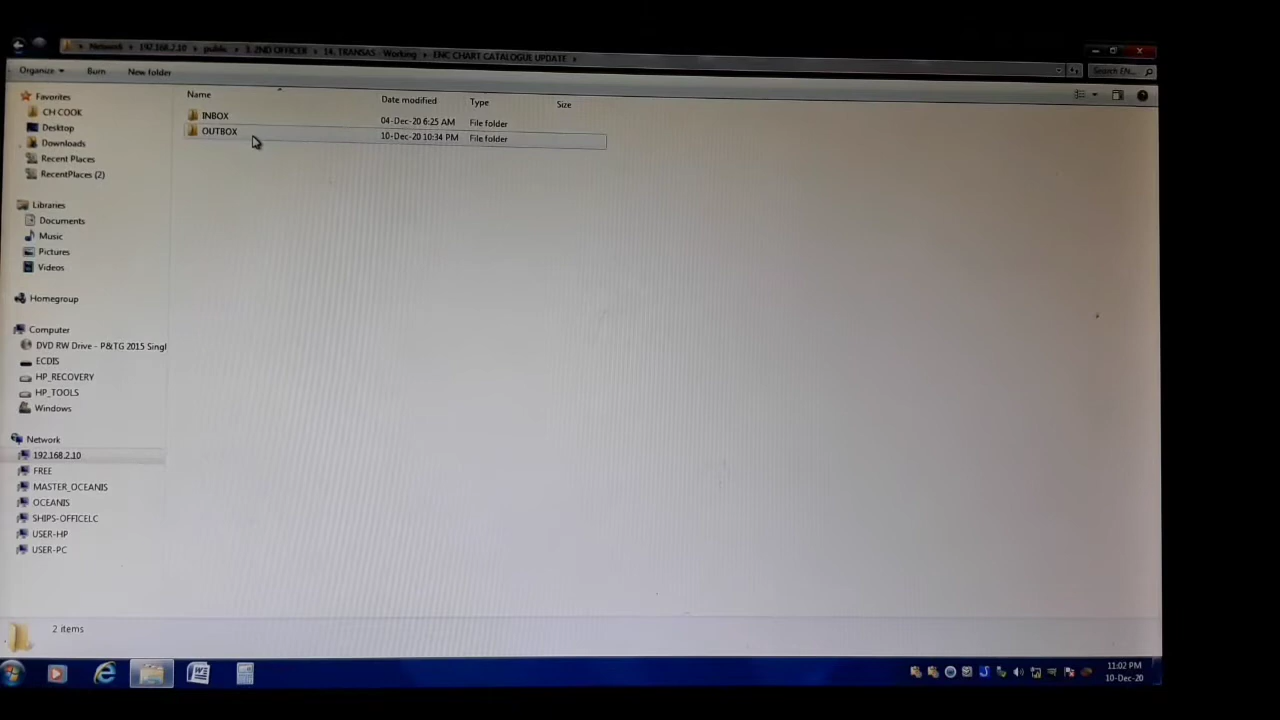 Network 192.168.2.10 public 3. 2ND OFFICER 14. TRANSAS - Working ENC CHART CATALOGUE UPDATE
Search EN...
Organize Burn New folder
Name Date modified Type Size
INBOX 04-Dec-20 6:25 AM File folder
OUTBOX 10-Dec-20 10:34 PM File folder
Favorites
CH COOK
Desktop
Downloads
Recent Places
RecentPlaces (2)
Libraries
Documents
Music
Pictures
Videos
Homegroup
Computer
DVD RW Drive - P&TG 2015 Singl
ECDIS
HP_RECOVERY
HP_TOOLS
Windows
Network
192.168.2.10
FREE
MASTER_OCEANIS
OCEANIS
SHIPS-OFFICELC
USER-HP
USER-PC
2 items
11:02 PM
10-Dec-20